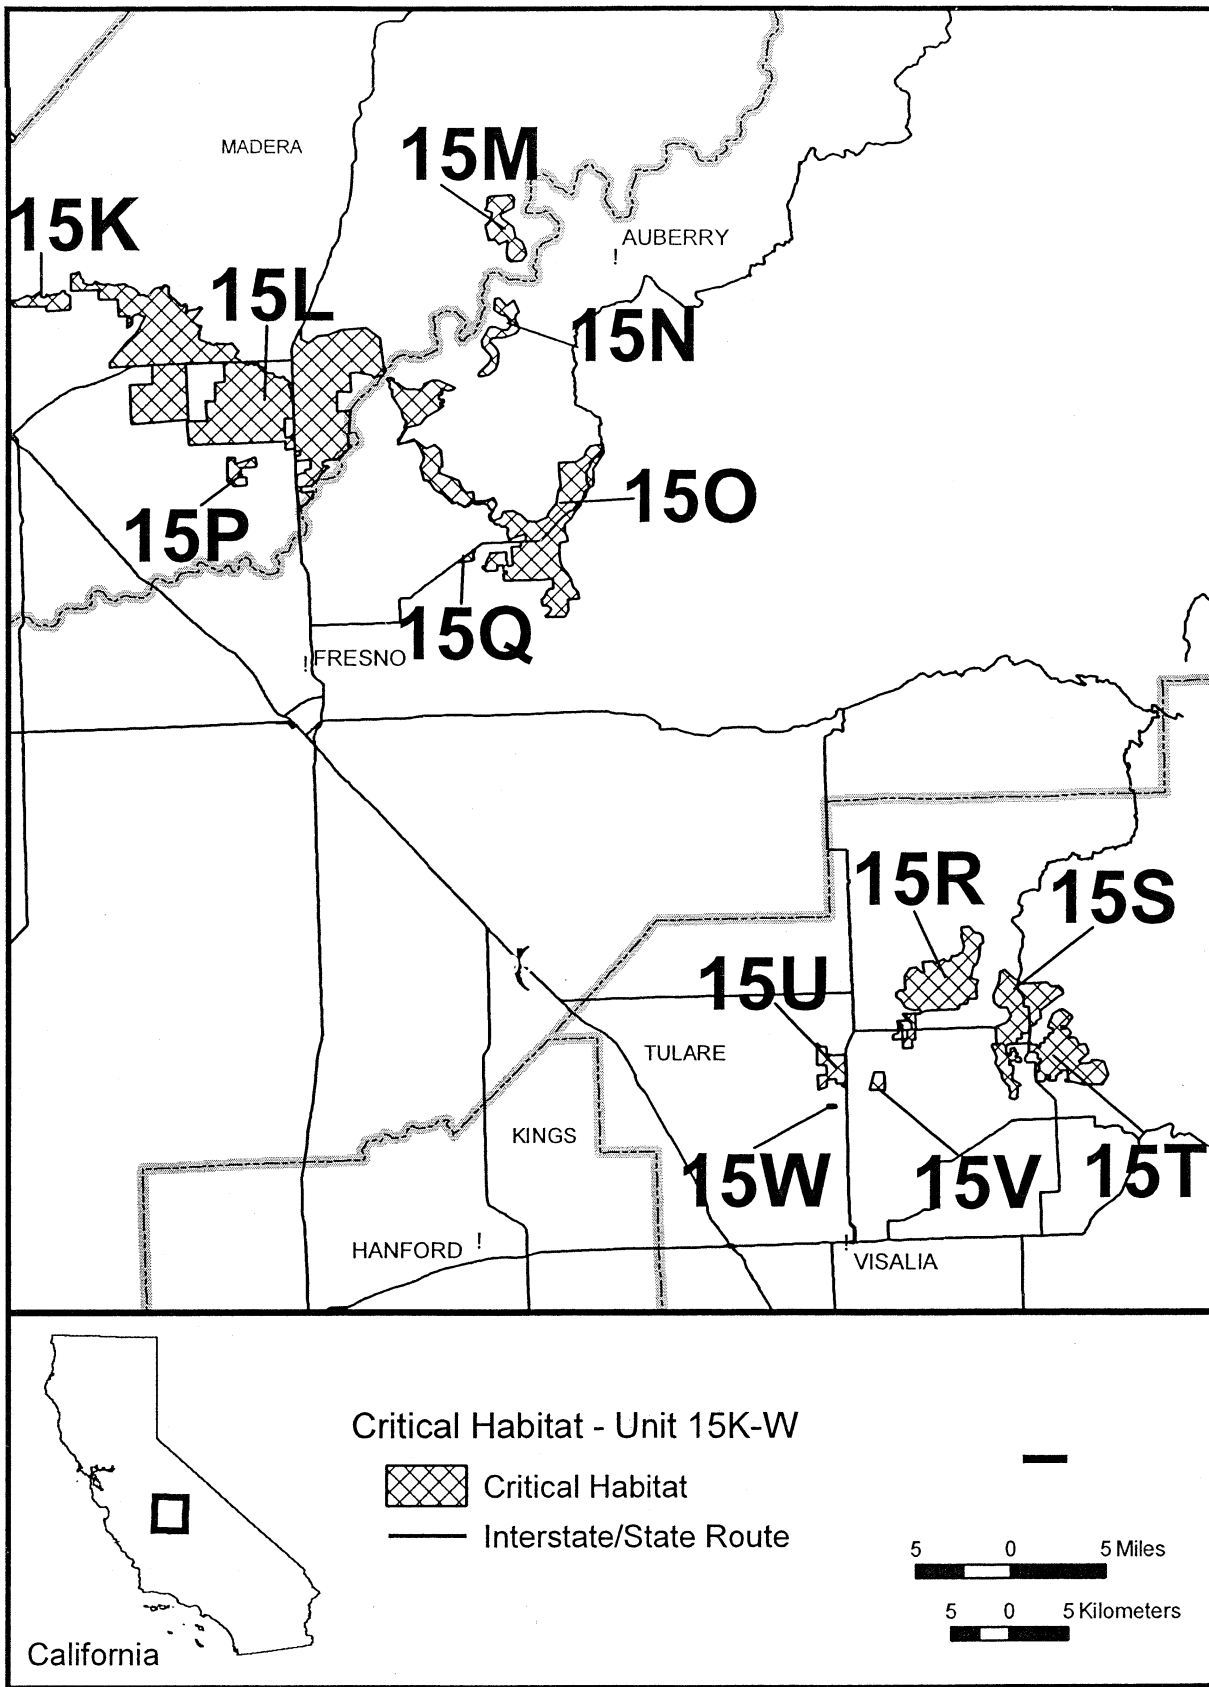 MADERA
15M
15K
AUBERRY
!
15L
15N
15O
15P
15Q
! FRESNO
15R
15S
15U
TULARE
KINGS
15W
15V
15T
HANFORD !
! VISALIA
Critical Habitat - Unit 15K-W
Critical Habitat
Interstate/State Route
5 0 5 Miles
5 0 5 Kilometers
California